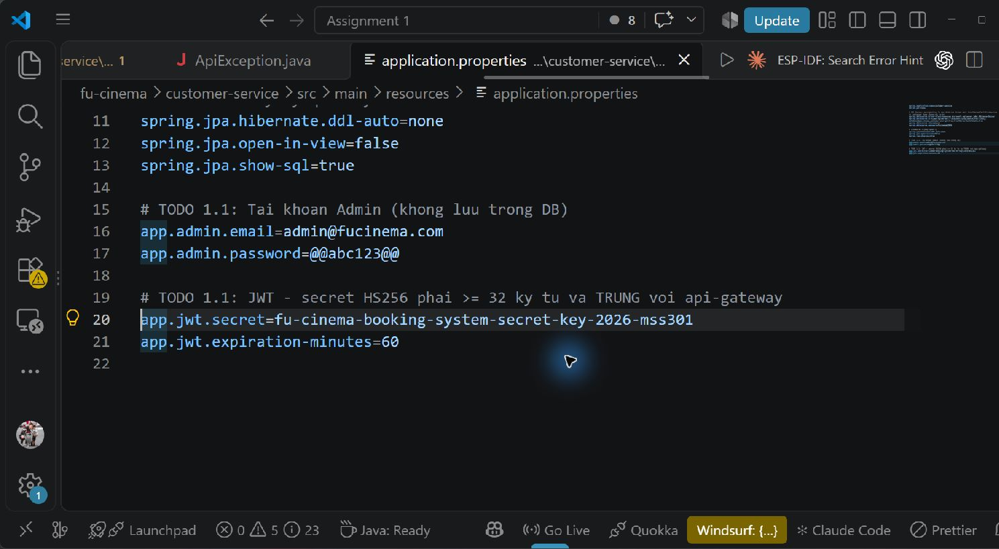 Assignment 1
8
Update
ervice\... 1
ApiException.java
application.properties ...\customer-service\...
ESP-IDF: Search Error Hint
fu-cinema > customer-service > src > main > resources > application.properties
11 spring.jpa.hibernate.ddl-auto=none
12 spring.jpa.open-in-view=false
13 spring.jpa.show-sql=true
14
15 # TODO 1.1: Tai khoan Admin (khong luu trong DB)
16 app.admin.email=admin@fucinema.com
17 app.admin.password=@@abc123@@
18
19 # TODO 1.1: JWT - secret HS256 phai >= 32 ky tu va TRUNG voi api-gateway
20 app.jwt.secret=fu-cinema-booking-system-secret-key-2026-mss301
21 app.jwt.expiration-minutes=60
22
1
Launchpad
0 5 23
Java: Ready
Go Live
Quokka
Windsurf: {...}
Claude Code
Prettier